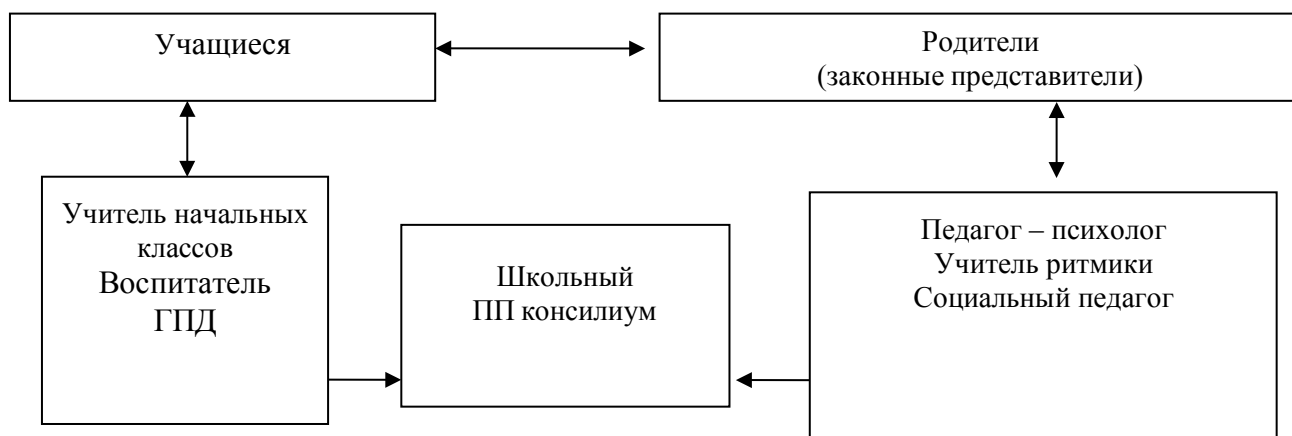 Учащиеся
Родители
(законные представители)
Учитель начальных
классов
Воспитатель
ГПД
Школьный
ПП консилиум
Педагог – психолог
Учитель ритмики
Социальный педагог